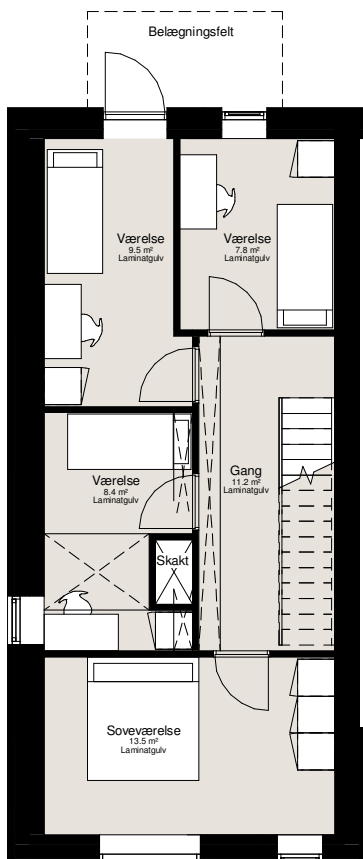 Belægningsfelt
Værelse
9.5 m²
Laminatgulv
Værelse
7.8 m²
Laminatgulv
Værelse
8.4 m²
Laminatgulv
Gang
11.2 m²
Laminatgulv
Skakt
Soveværelse
13.5 m²
Laminatgulv